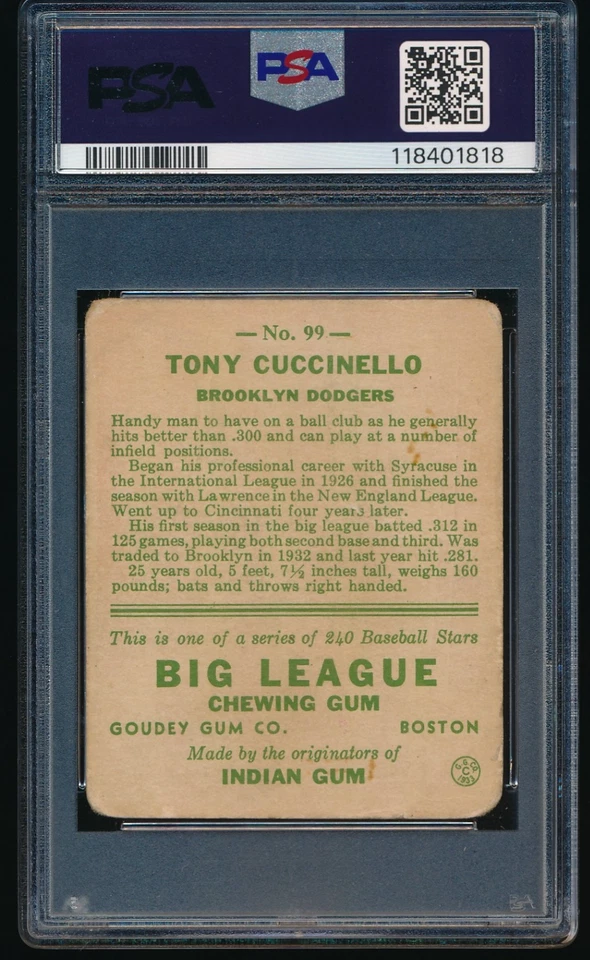 PSA
PSA
118401818
— No. 99 —
TONY CUCCINELLO
BROOKLYN DODGERS
Handy man to have on a ball club as he generally
hits better than .300 and can play at a number of
infield positions.
Began his professional career with Syracuse in
the International League in 1926 and finished the
season with Lawrence in the New England League.
Went up to Cincinnati four years later.
His first season in the big league batted .312 in
125 games, playing both second base and third. Was
traded to Brooklyn in 1932 and last year hit .281.
25 years old, 5 feet, 7½ inches tall, weighs 160
pounds; bats and throws right handed.
This is one of a series of 240 Baseball Stars
BIG LEAGUE
CHEWING GUM
GOUDEY GUM CO. BOSTON
Made by the originators of
INDIAN GUM
G. G. CO.
C
1933
PSA